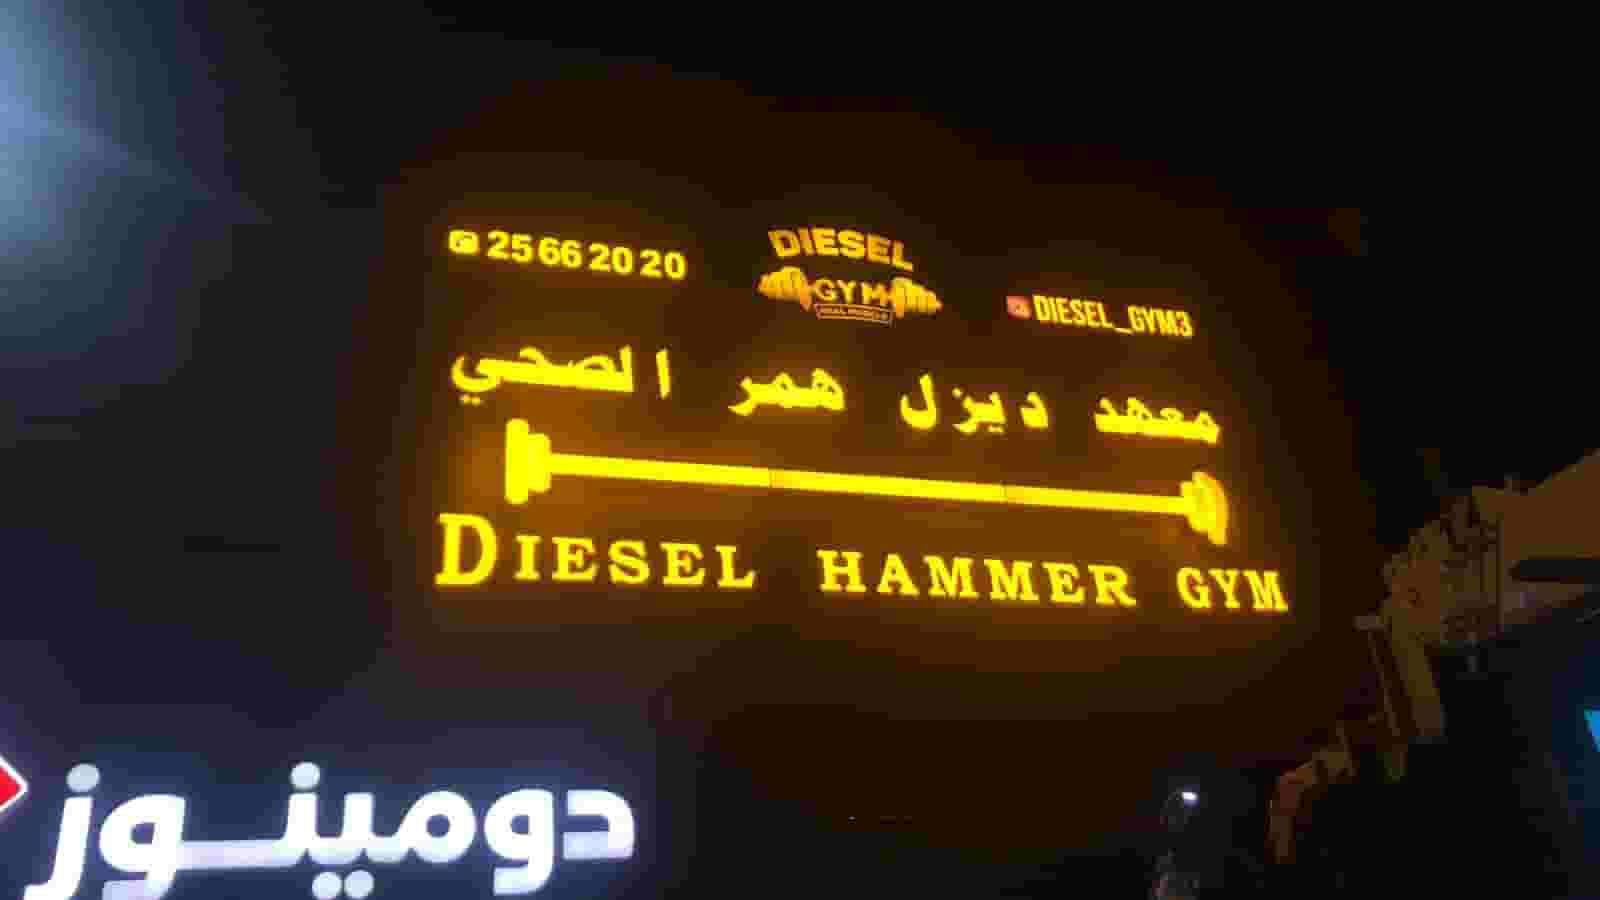 25662020
DIESEL
GYM
DIESEL_GYM3
معهد ديزل همر الصحي
DIESEL HAMMER GYM
دومينوز